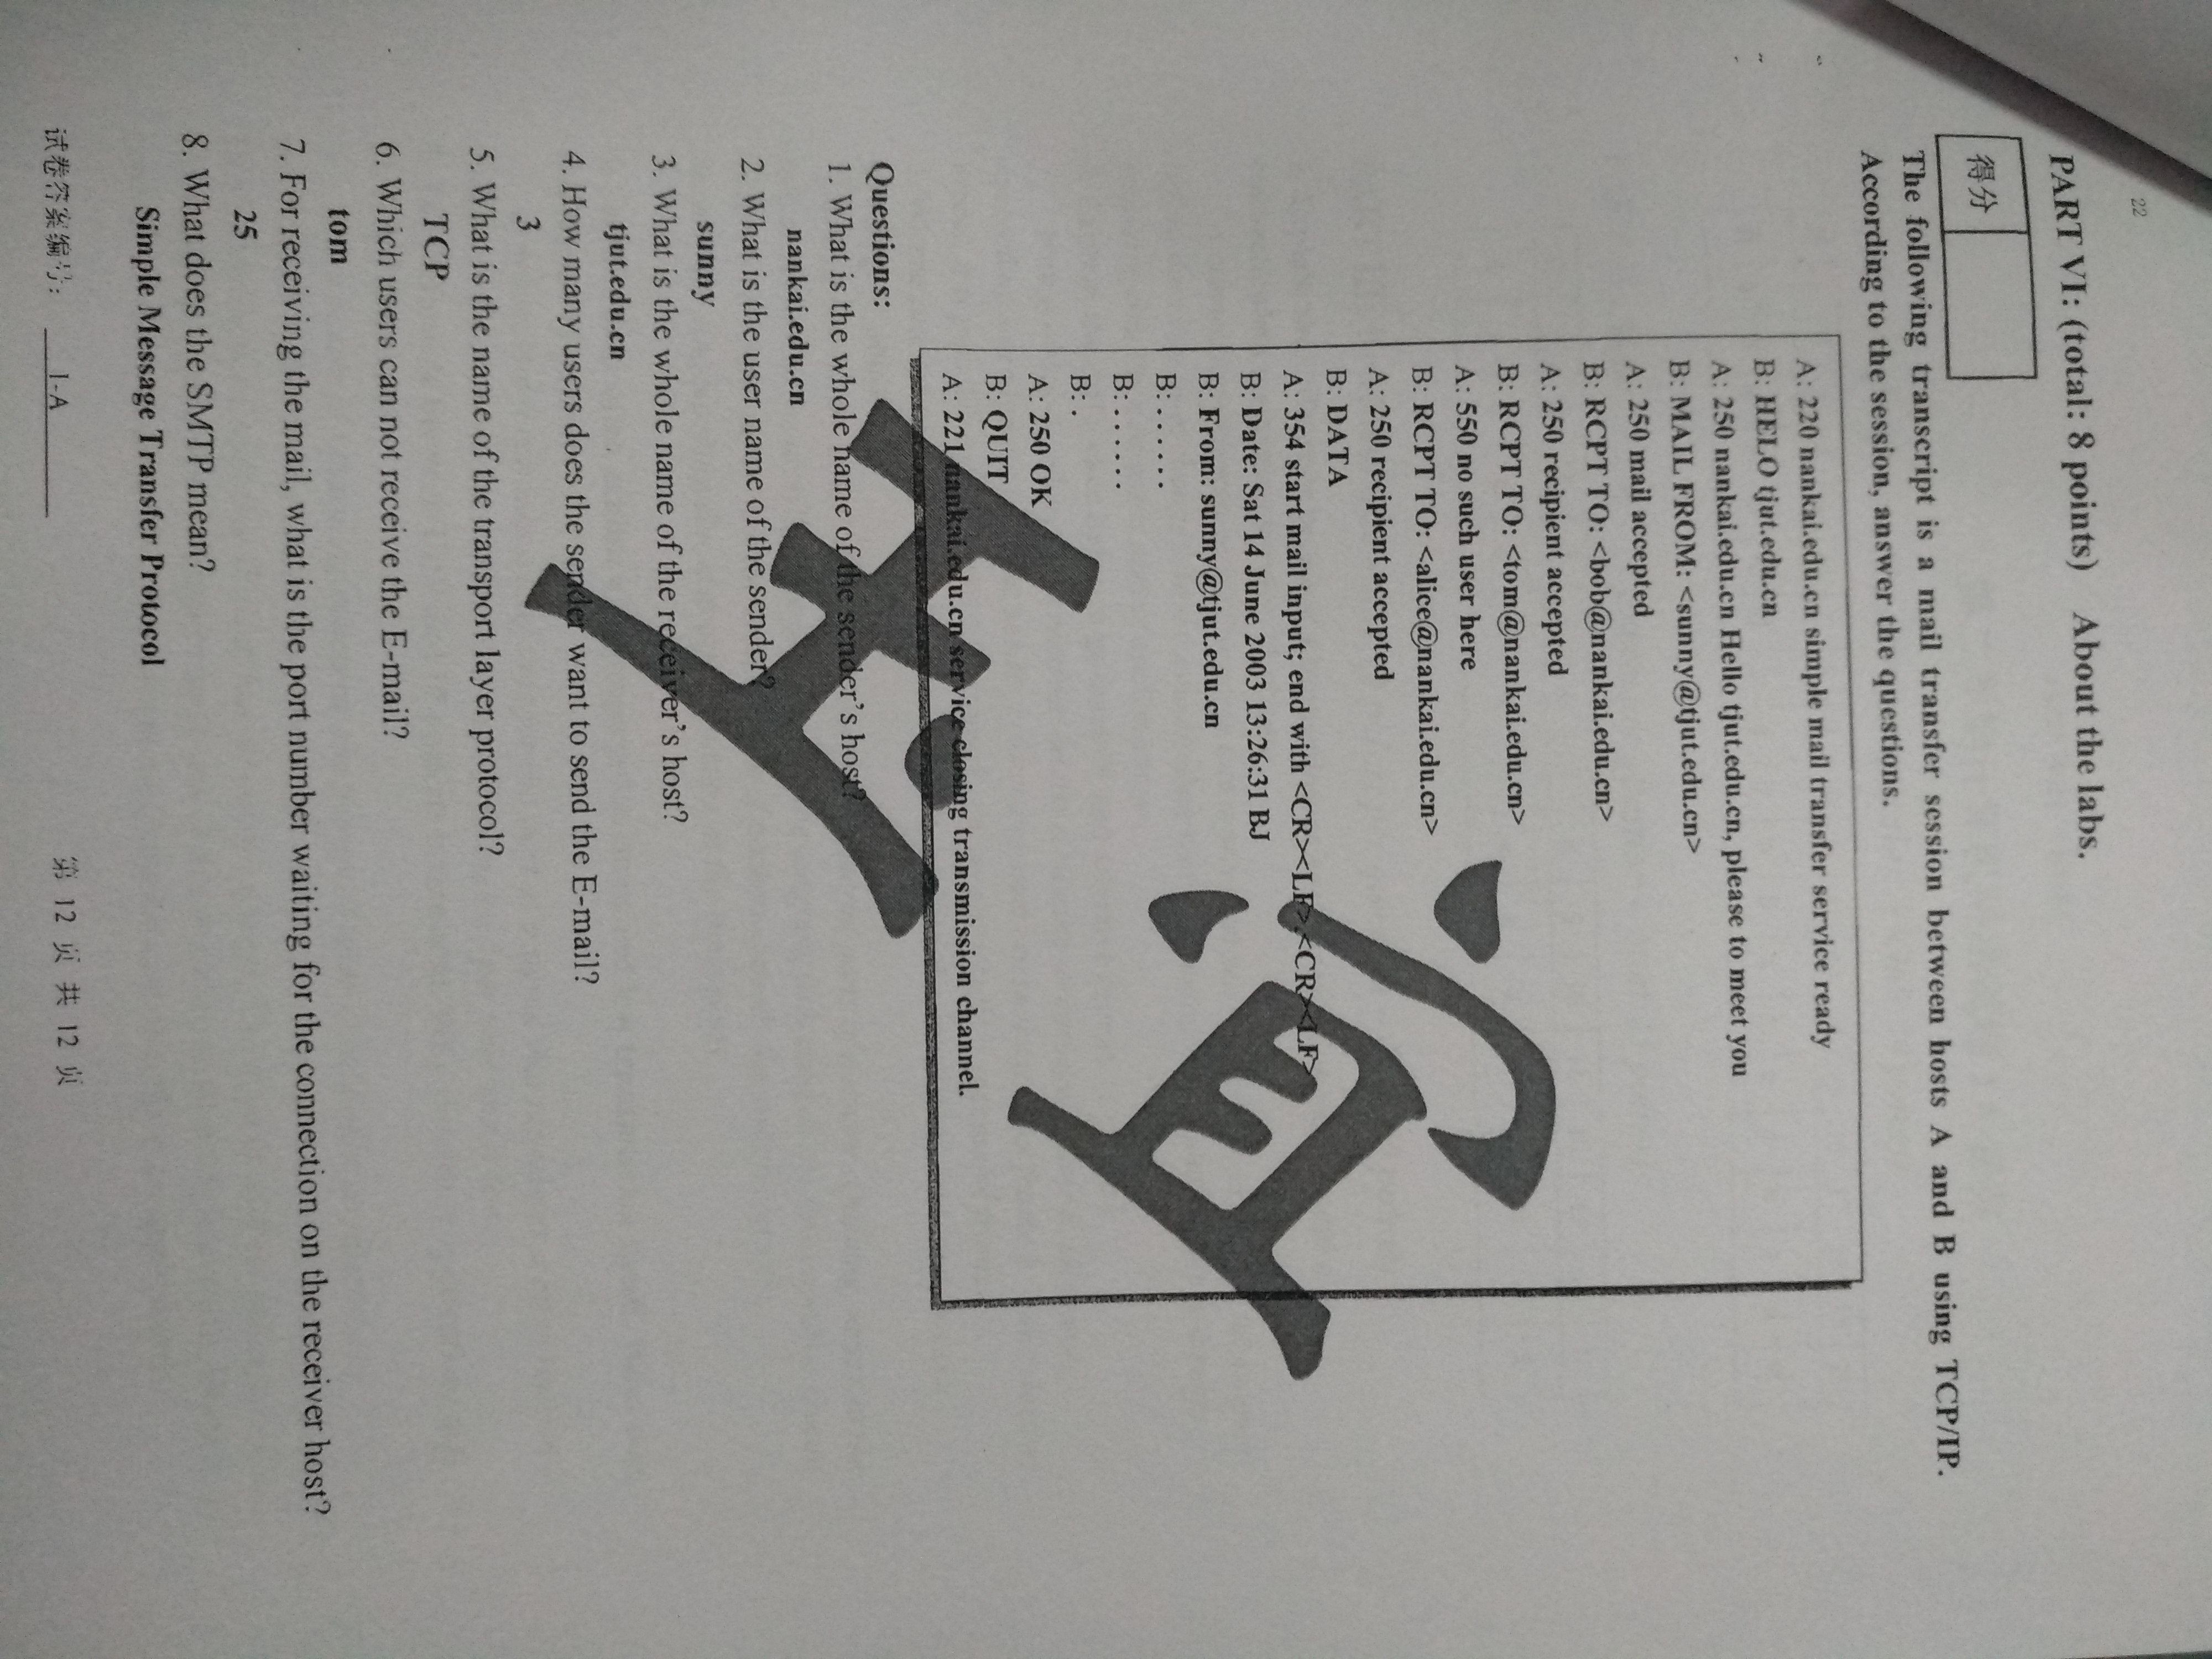 22
PART VI: (total: 8 points) About the labs.
得分
The following transcript is a mail transfer session between hosts A and B using TCP/IP.
According to the session, answer the questions.
A: 220 nankai.edu.cn simple mail transfer service ready
B: HELO tjut.edu.cn
A: 250 nankai.edu.cn Hello tjut.edu.cn, please to meet you
B: MAIL FROM: <sunny@tjut.edu.cn>
A: 250 mail accepted
B: RCPT TO: <bob@nankai.edu.cn>
A: 250 recipient accepted
B: RCPT TO: <tom@nankai.edu.cn>
A: 550 no such user here
B: RCPT TO: <alice@nankai.edu.cn>
A: 250 recipient accepted
B: DATA
A: 354 start mail input; end with <CR><LF>.<CR><LF>
B: Date: Sat 14 June 2003 13:26:31 BJ
B: From: sunny@tjut.edu.cn
B: . . . . . .
B: . . . . . .
B: .
A: 250 OK
B: QUIT
A: 221 nankai.edu.cn service closing transmission channel.
Questions:
1. What is the whole name of the sender's host?
nankai.edu.cn
2. What is the user name of the sender?
sunny
3. What is the whole name of the receiver's host?
tjut.edu.cn
4. How many users does the sender want to send the E-mail?
3
5. What is the name of the transport layer protocol?
TCP
6. Which users can not receive the E-mail?
tom
7. For receiving the mail, what is the port number waiting for the connection on the receiver host?
25
8. What does the SMTP mean?
Simple Message Transfer Protocol
试卷答案编号: 1-A 第 12 页 共 12 页